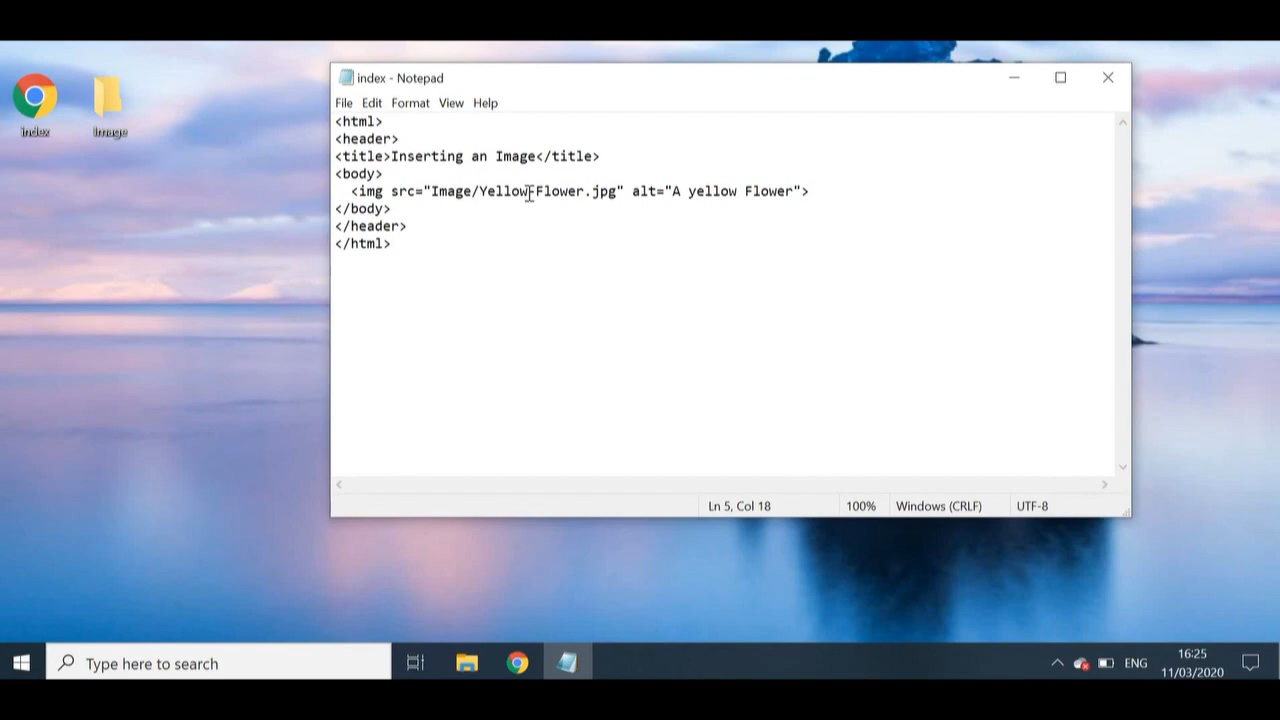 index - Notepad
File Edit Format View Help
<html>
<header>
<title>Inserting an Image</title>
<body>
  <img src="Image/Yellow-Flower.jpg" alt="A yellow Flower">
</body>
</header>
</html>
Ln 5, Col 18 100% Windows (CRLF) UTF-8
index Image
Type here to search
ENG
16:25
11/03/2020